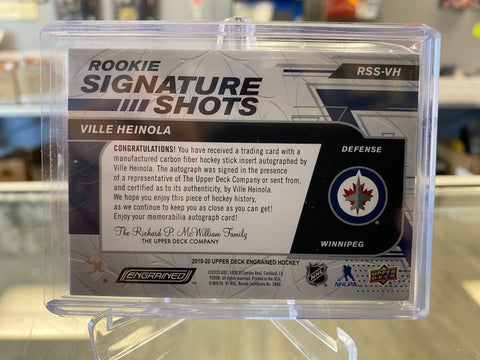 ROOKIE
SIGNATURE
SHOTS
RSS-VH
VILLE HEINOLA
CONGRATULATIONS! You have received a trading card with a
manufactured carbon fiber hockey stick insert autographed by
Ville Heinola. The autograph was signed in the presence
of a representative of The Upper Deck Company or sent from,
and certified as to its authenticity, by Ville Heinola.
We hope you enjoy this piece of hockey history,
as we continue to keep you as close as you can get!
Enjoy your memorabilia autograph card!
The Richard P. McWilliam Family
THE UPPER DECK COMPANY
DEFENSE
WINNIPEG
2019-20 UPPER DECK ENGRAINED HOCKEY
ENGRAINED
NHL
NHLPA
UPPER DECK